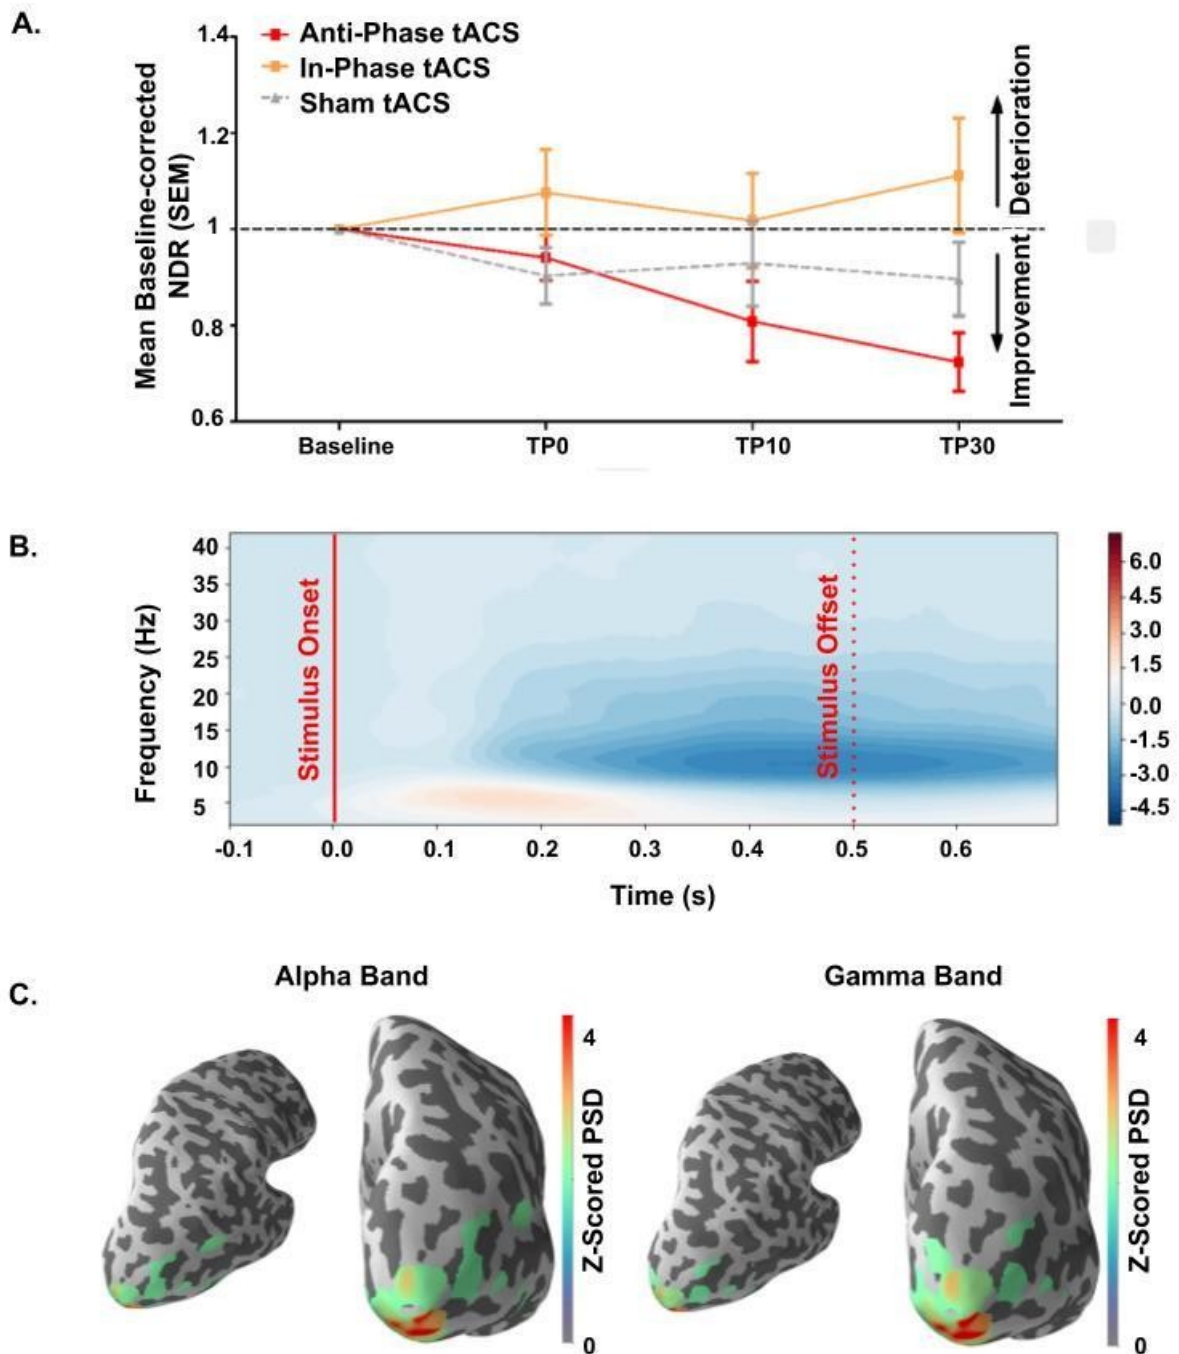 A.
1.4
1.2
1
0.8
0.6
Mean Baseline-corrected
NDR (SEM)
Anti-Phase tACS
In-Phase tACS
Sham tACS
Deterioration
Improvement
Baseline TP0 TP10 TP30
B.
40
35
30
25
20
15
10
5
Frequency (Hz)
Stimulus Onset
Stimulus Offset
6.0
4.5
3.0
1.5
0.0
-1.5
-3.0
-4.5
-0.1 0.0 0.1 0.2 0.3 0.4 0.5 0.6
Time (s)
C.
Alpha Band
4
Z-Scored PSD
0
Gamma Band
4
Z-Scored PSD
0